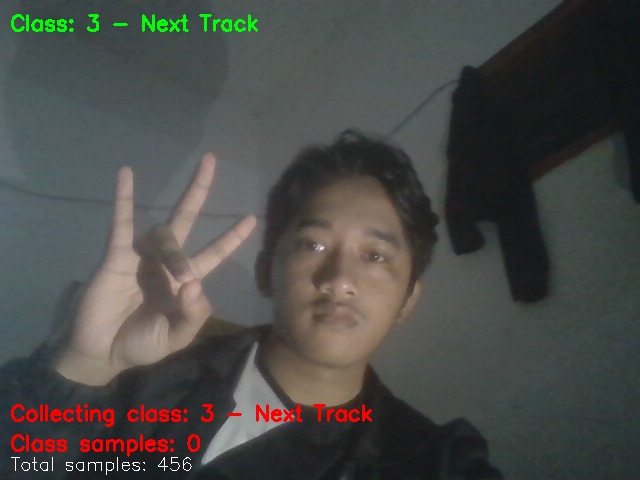 Class: 3 - Next Track
Collecting class: 3 - Next Track
Class samples: 0
Total samples: 456